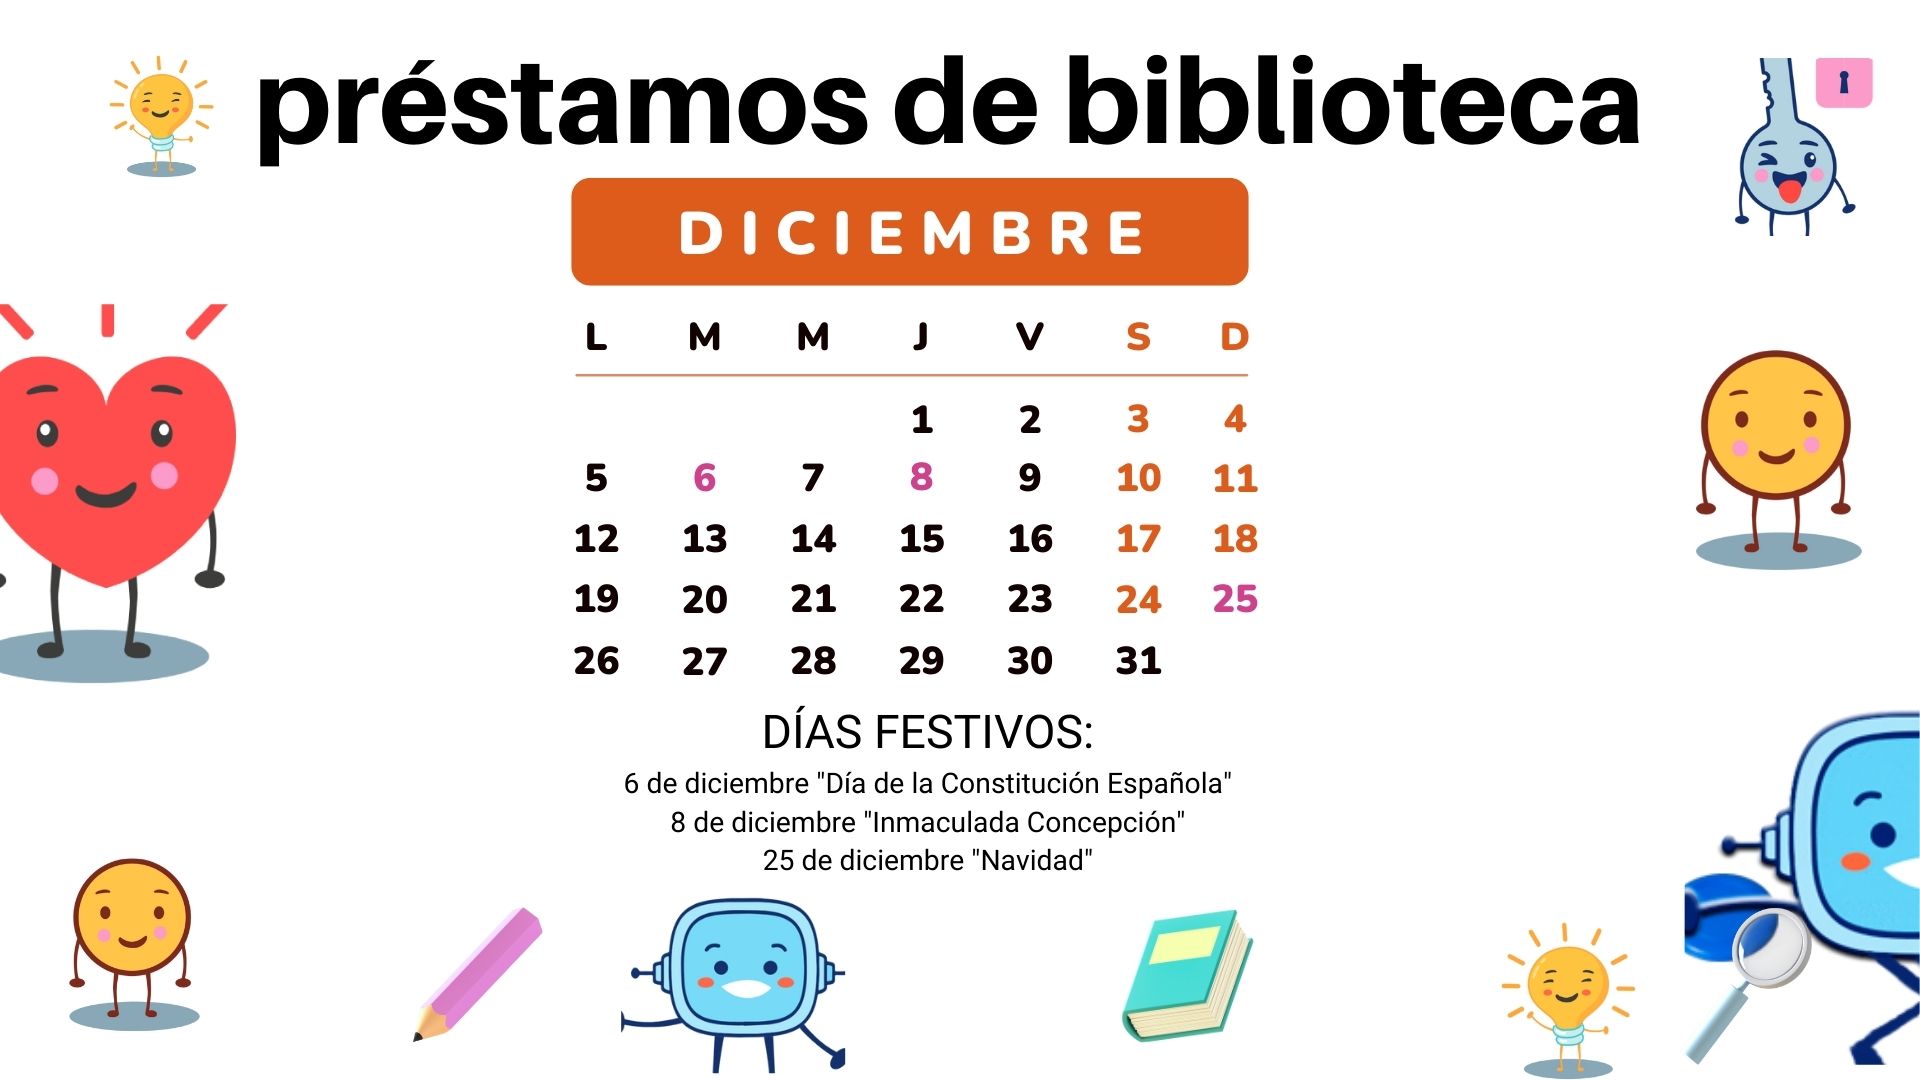 préstamos de biblioteca
DICIEMBRE
L M M J V S D
1 2 3 4
5 6 7 8 9 10 11
12 13 14 15 16 17 18
19 20 21 22 23 24 25
26 27 28 29 30 31
DÍAS FESTIVOS:
6 de diciembre "Día de la Constitución Española"
8 de diciembre "Inmaculada Concepción"
25 de diciembre "Navidad"